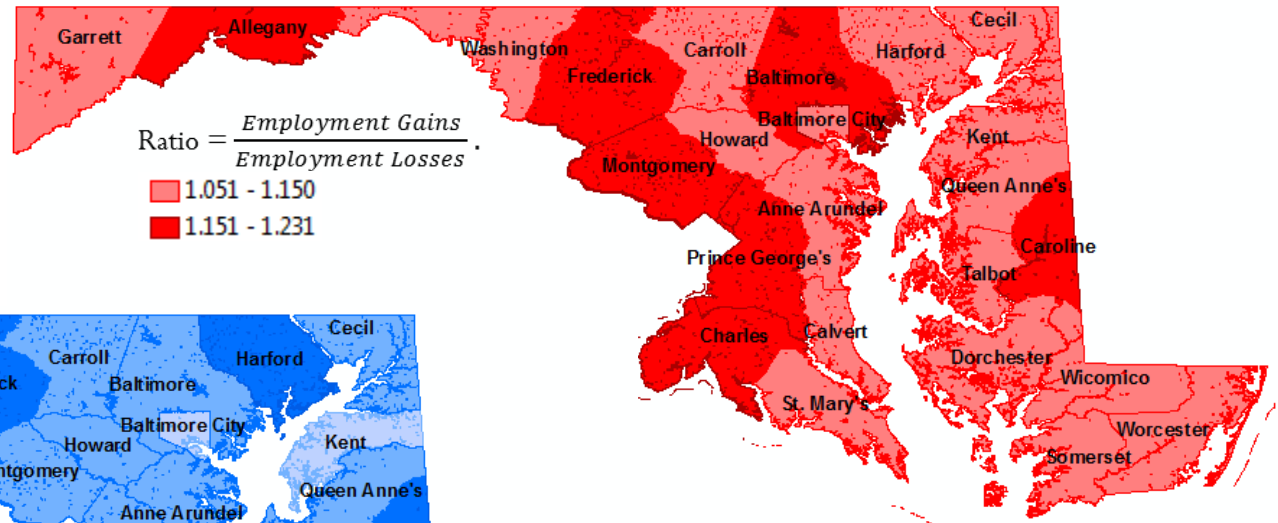 Garrett
Allegany
Washington
Frederick
Carroll
Baltimore
Harford
Cecil
Baltimore City
Howard
Kent
Montgomery
Queen Anne's
Anne Arundel
Prince George's
Caroline
Talbot
Charles
Calvert
Dorchester
Wicomico
St. Mary's
Worcester
Somerset
Ratio = Employment Gains / Employment Losses .
1.051 - 1.150
1.151 - 1.231
Cecil
Carroll
Harford
ck
Baltimore
Baltimore City
Howard
Kent
ntgomery
Queen Anne's
Anne Arundel